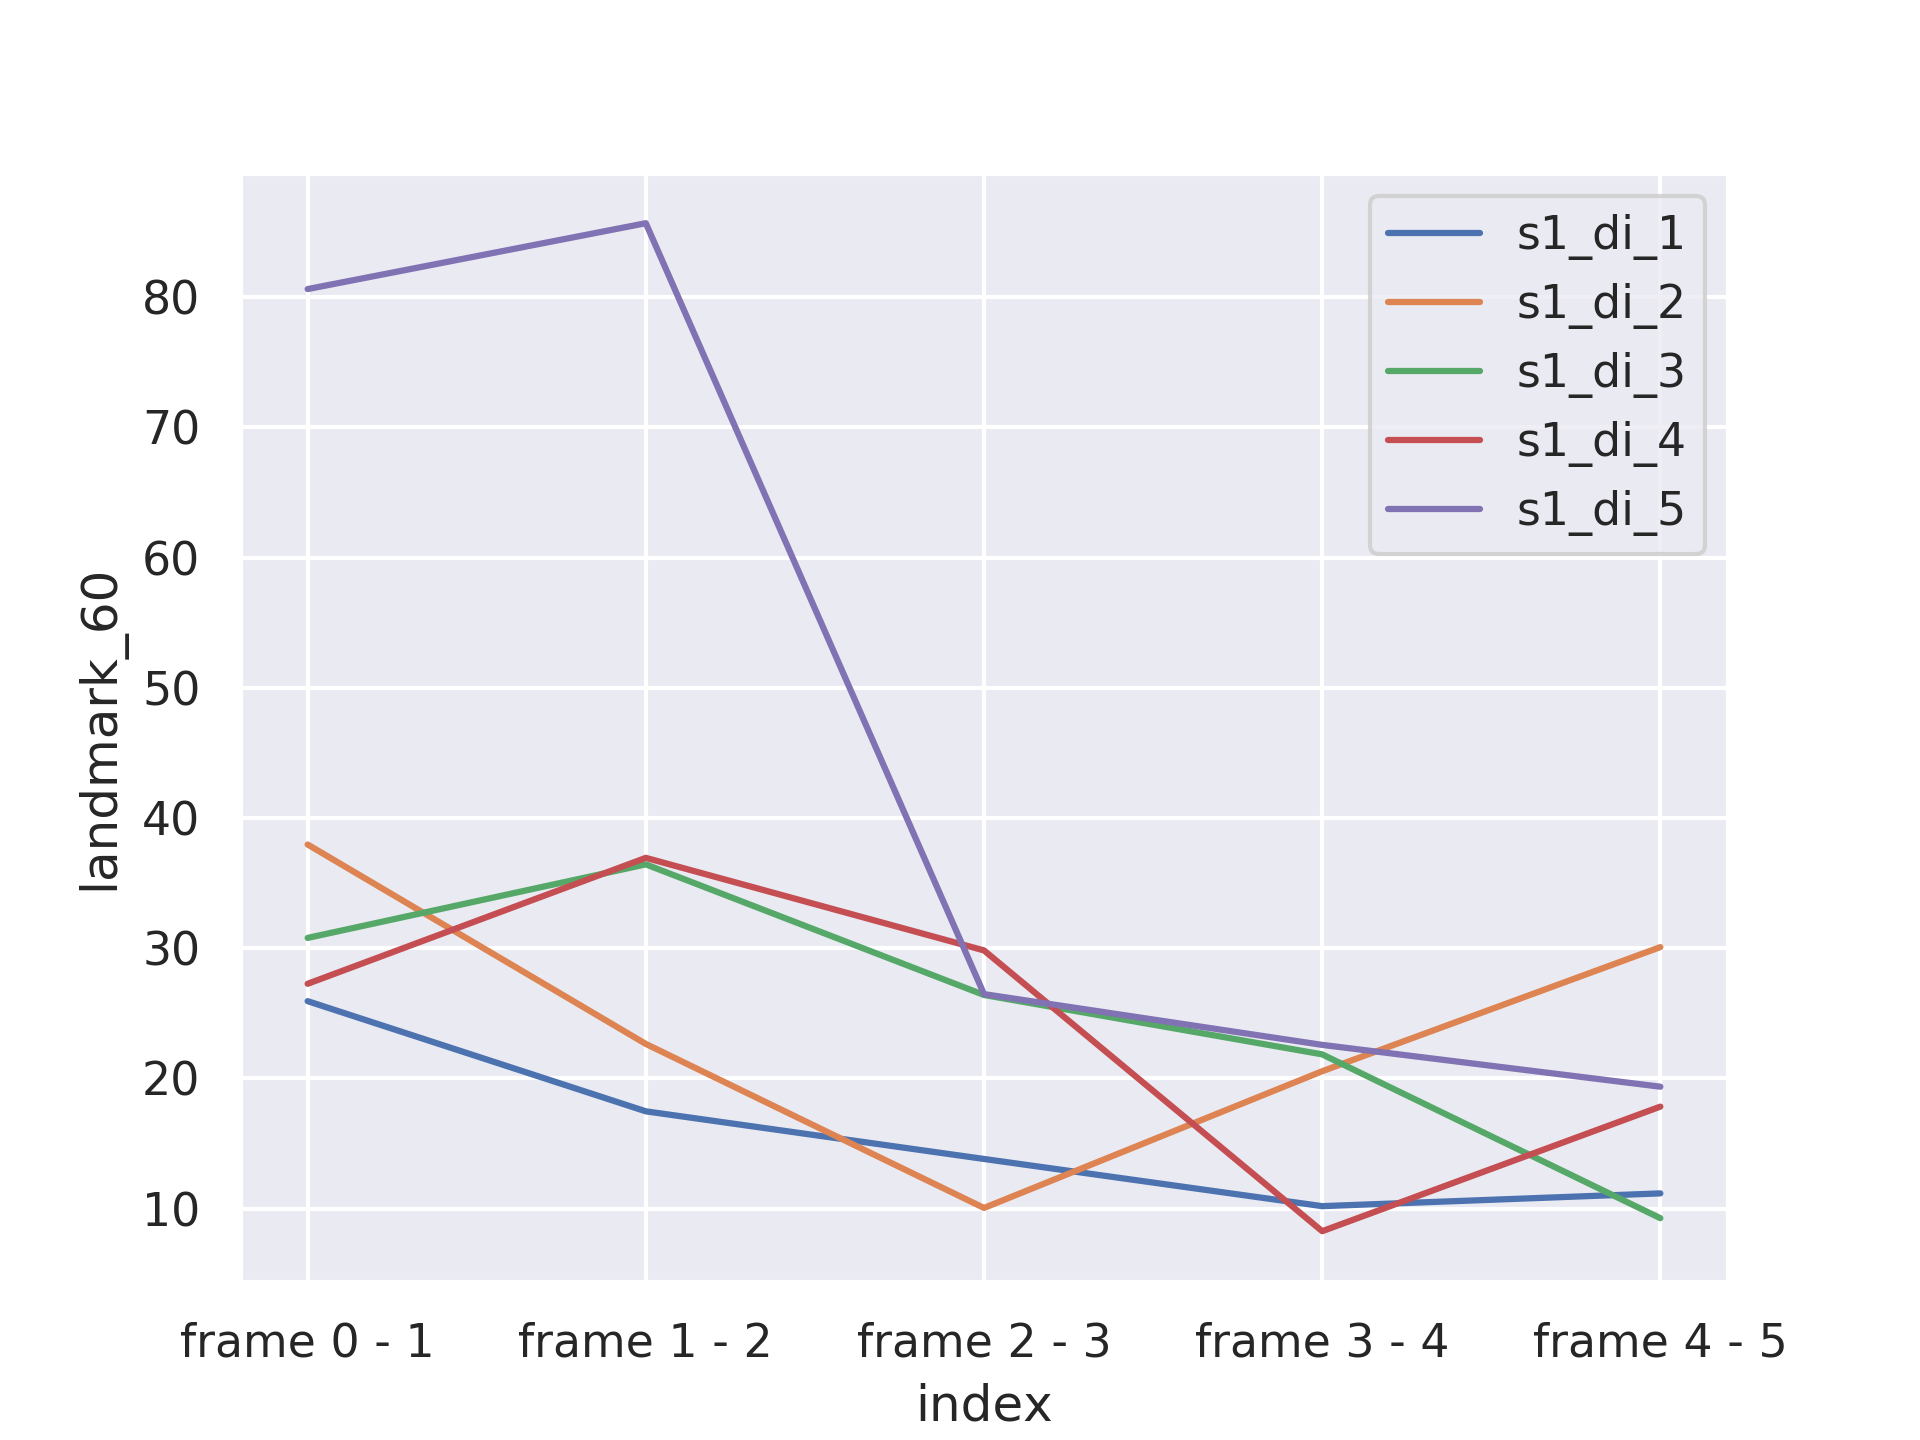 s1_di_1
s1_di_2
s1_di_3
s1_di_4
s1_di_5
landmark_60
80
70
60
50
40
30
20
10
frame 0 - 1
frame 1 - 2
frame 2 - 3
frame 3 - 4
frame 4 - 5
index